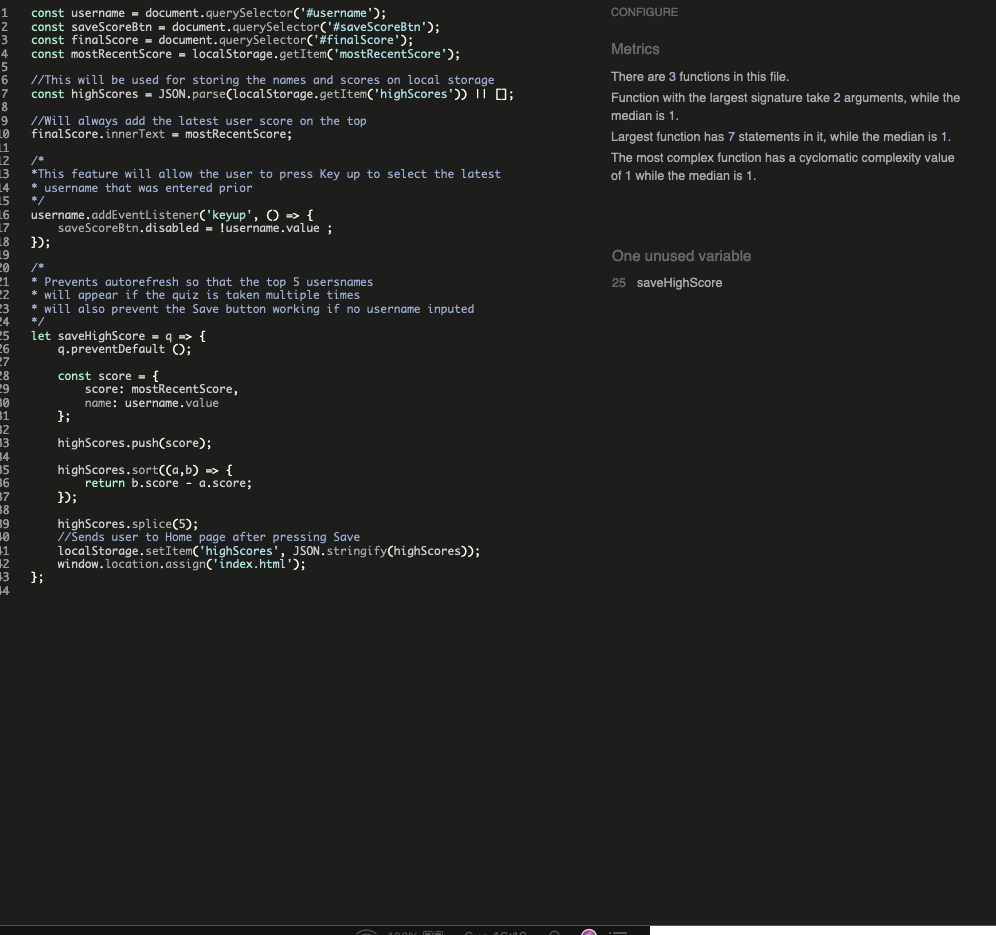 1 const username = document.querySelector('#username');
2 const saveScoreBtn = document.querySelector('#saveScoreBtn');
3 const finalScore = document.querySelector('#finalScore');
4 const mostRecentScore = localStorage.getItem('mostRecentScore');
5
6 //This will be used for storing the names and scores on local storage
7 const highScores = JSON.parse(localStorage.getItem('highScores')) || [];
8
9 //Will always add the latest user score on the top
10 finalScore.innerText = mostRecentScore;
11
12 /*
13 *This feature will allow the user to press Key up to select the latest
14 * username that was entered prior
15 */
16 username.addEventListener('keyup', () => {
17 saveScoreBtn.disabled = !username.value ;
18 });
19
20 /*
21 * Prevents autorefresh so that the top 5 usersnames
22 * will appear if the quiz is taken multiple times
23 * will also prevent the Save button working if no username inputed
24 */
25 let saveHighScore = q => {
26 q.preventDefault ();
27
28 const score = {
29 score: mostRecentScore,
30 name: username.value
31 };
32
33 highScores.push(score);
34
35 highScores.sort((a,b) => {
36 return b.score - a.score;
37 });
38
39 highScores.splice(5);
40 //Sends user to Home page after pressing Save
41 localStorage.setItem('highScores', JSON.stringify(highScores));
42 window.location.assign('index.html');
43 };
44
CONFIGURE
Metrics
There are 3 functions in this file.
Function with the largest signature take 2 arguments, while the
median is 1.
Largest function has 7 statements in it, while the median is 1.
The most complex function has a cyclomatic complexity value
of 1 while the median is 1.
One unused variable
25 saveHighScore